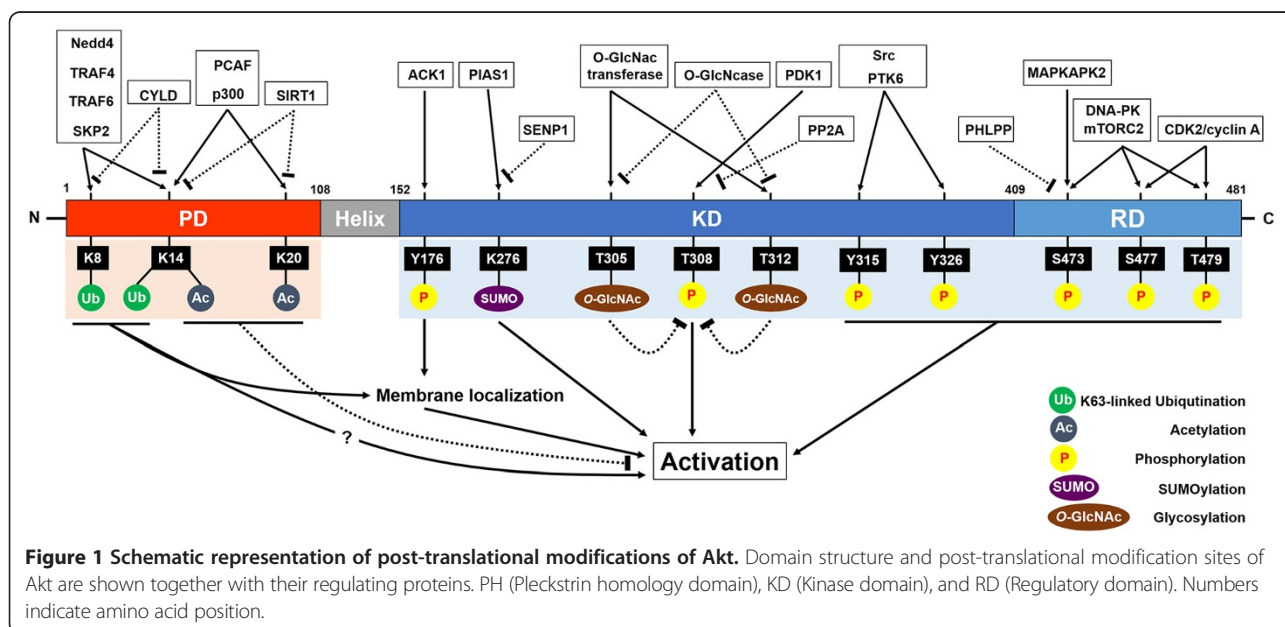 Nedd4
TRAF4
TRAF6
SKP2
CYLD
PCAF
p300
SIRT1
ACK1
PIAS1
SENP1
O-GlcNac
transferase
O-GlcNcase
PDK1
PP2A
Src
PTK6
PHLPP
MAPKAPK2
DNA-PK
mTORC2
CDK2/cyclin A
1 108 152 409 481
N PD Helix KD RD C
K8 K14 K20 Y176 K276 T305 T308 T312 Y315 Y326 S473 S477 T479
Ub Ub Ac Ac P SUMO O-GlcNAc P O-GlcNAc P P P P P
Membrane localization
?
Activation
Ub K63-linked Ubiqutination
Ac Acetylation
P Phosphorylation
SUMO SUMOylation
O-GlcNAc Glycosylation
Figure 1 Schematic representation of post-translational modifications of Akt. Domain structure and post-translational modification sites of
Akt are shown together with their regulating proteins. PH (Pleckstrin homology domain), KD (Kinase domain), and RD (Regulatory domain). Numbers
indicate amino acid position.